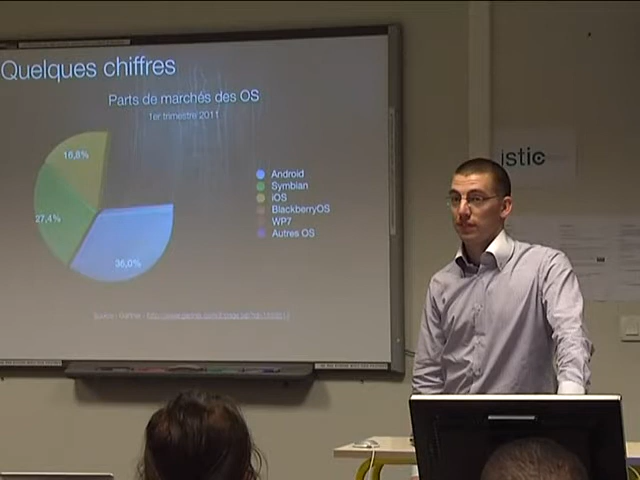 Quelques chiffres
Parts de marchés des OS
1er trimestre 2011
16,8%
27,4%
36,0%
Android
Symbian
iOS
BlackberryOS
WP7
Autres OS
istic